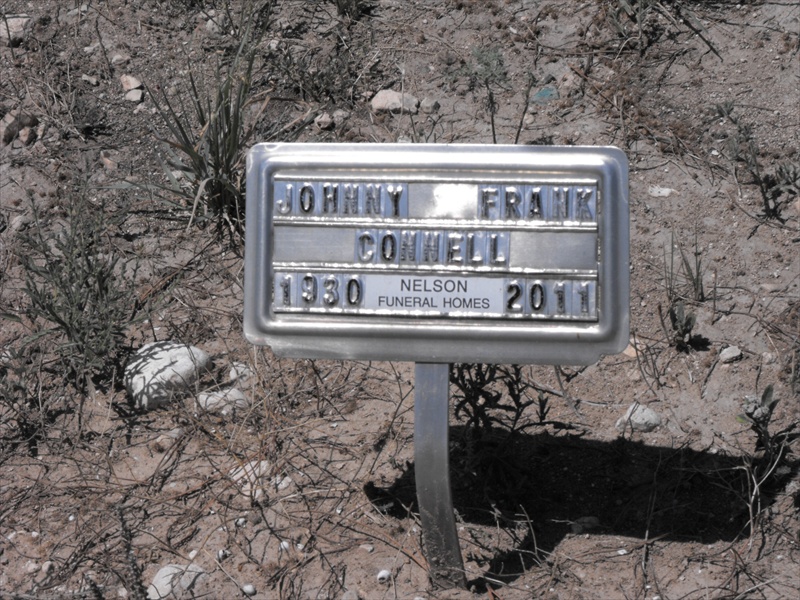 JOHNNY FRANK
CONNELL
1930 NELSON FUNERAL HOMES 2011